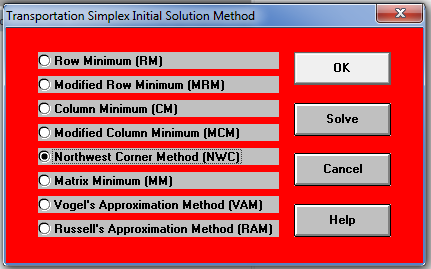 Transportation Simplex Initial Solution Method
Row Minimum (RM)
Modified Row Minimum (MRM)
Column Minimum (CM)
Modified Column Minimum (MCM)
Northwest Corner Method (NWC)
Matrix Minimum (MM)
Vogel's Approximation Method (VAM)
Russell's Approximation Method (RAM)
OK
Solve
Cancel
Help